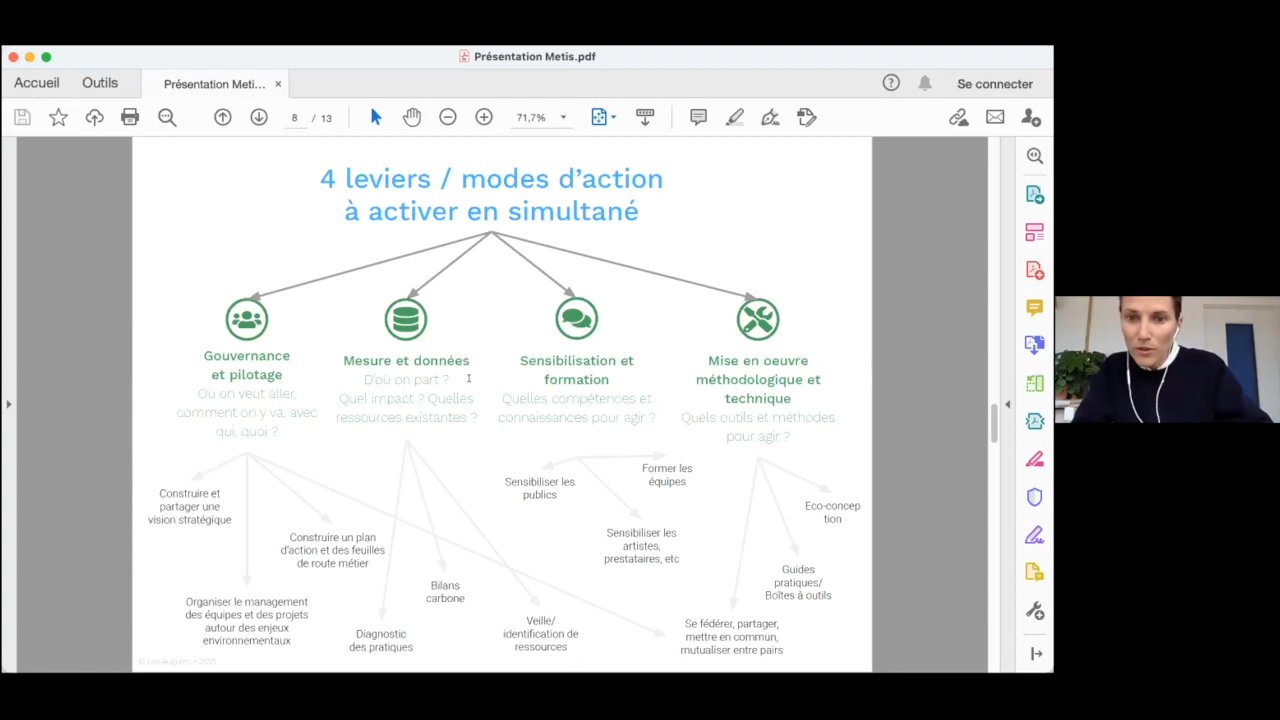 Présentation Metis.pdf
Accueil
Outils
Présentation Meti...
×
Se connecter
8 / 13
71,7%
4 leviers / modes d'action
à activer en simultané
Gouvernance
et pilotage
Où on veut aller,
comment on y va, avec
qui, quoi ?
Mesure et données
D'où on part ?
Quel impact ? Quelles
ressources existantes ?
Sensibilisation et
formation
Quelles compétences et
connaissances pour agir ?
Mise en oeuvre
méthodologique et
technique
Quels outils et méthodes
pour agir ?
Construire et
partager une
vision stratégique
Construire un plan
d'action et des feuilles
de route métier
Organiser le management
des équipes et des projets
autour des enjeux
environnementaux
Diagnostic
des pratiques
Bilans
carbone
Veille/
identification de
ressources
Sensibiliser les
publics
Former les
équipes
Sensibiliser les
artistes,
prestataires, etc
Eco-concep
tion
Guides
pratiques/
Boîtes à outils
Se fédérer, partager,
mettre en commun,
mutualiser entre pairs
© Les Augures • 2021